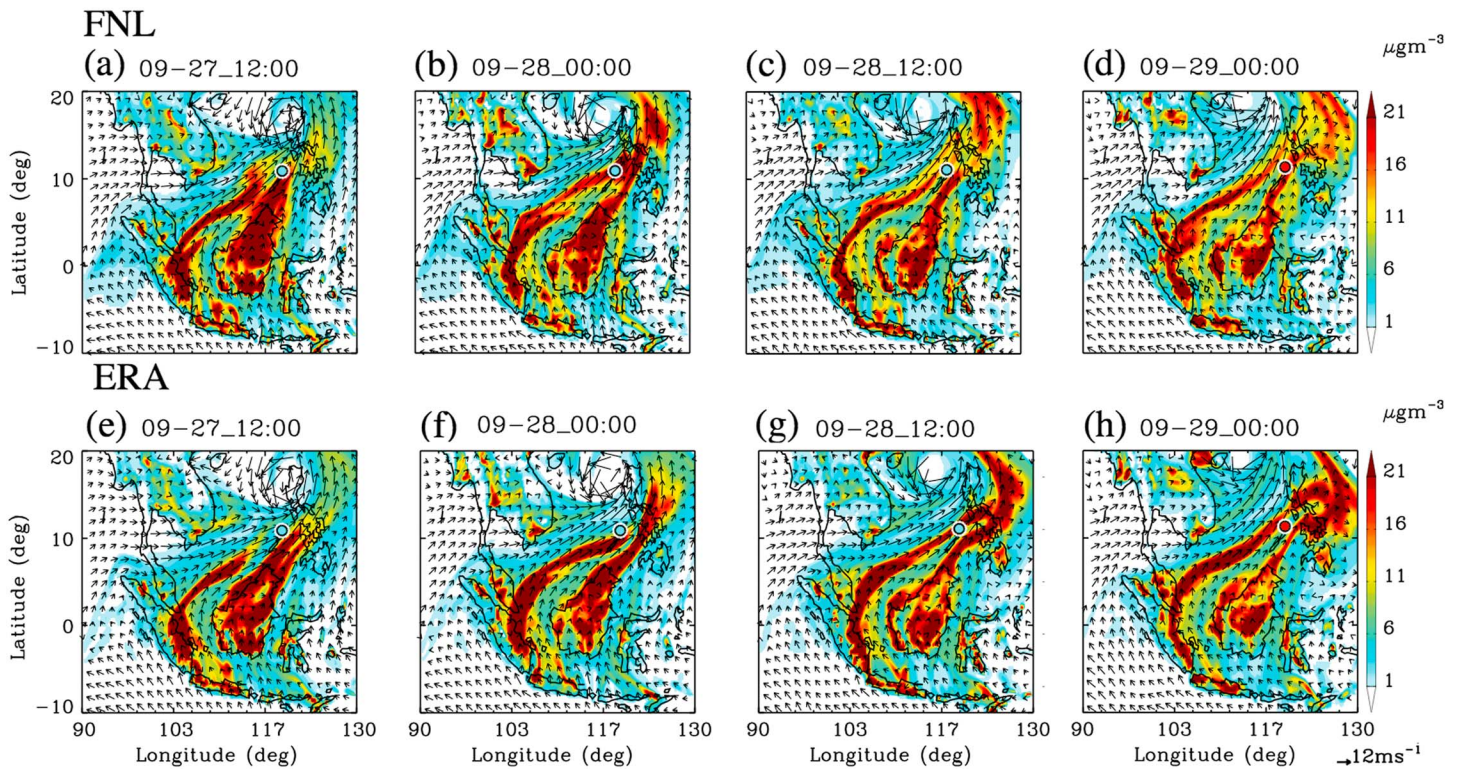 FNL
(a) 09-27_12:00 (b) 09-28_00:00 (c) 09-28_12:00 (d) 09-29_00:00 μgm⁻³
20
10
0
-10
Latitude (deg)
21
16
11
6
1
ERA
(e) 09-27_12:00 (f) 09-28_00:00 (g) 09-28_12:00 (h) 09-29_00:00 μgm⁻³
20
10
0
-10
Latitude (deg)
21
16
11
6
1
90 103 117 130 90 103 117 130 90 103 117 130 90 103 117 130
Longitude (deg) Longitude (deg) Longitude (deg) Longitude (deg) →12ms⁻¹